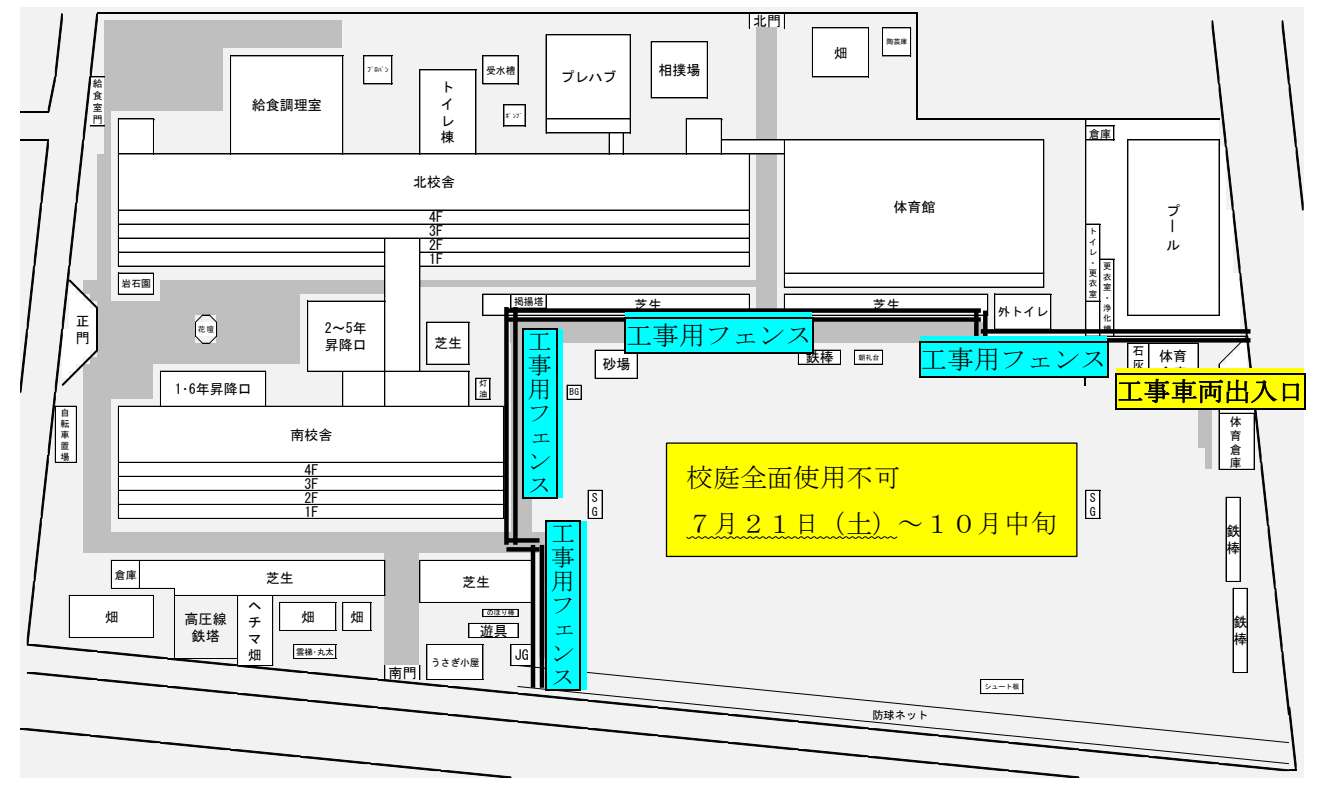 北門
畑
陶芸庫
給食室門
給食調理室
ﾌﾟﾛﾊﾟﾝ
トイレ棟
受水槽
ﾎﾟﾝﾌﾟ
プレハブ
相撲場
倉庫
北校舎
4F
3F
2F
1F
体育館
プール
トイレ・更衣室
岩石園
掲揚塔
芝生
芝生
外トイレ
正門
花壇
2～5年
昇降口
芝生
工事用フェンス
工事用フェンス
工事用フェンス
砂場
鉄棒
朝礼台
石灰
体育
1・6年昇降口
灯油
BG
工事車両出入口
自転車置場
南校舎
4F
3F
2F
1F
体育倉庫
校庭全面使用不可
７月２１日（土）～１０月中旬
SG
SG
鉄棒
鉄棒
工事用フェンス
倉庫
芝生
芝生
畑
高圧線
鉄塔
ヘチマ畑
畑
畑
雲梯・丸太
のぼり棒
遊具
JG
南門
うさぎ小屋
シュート板
防球ネット